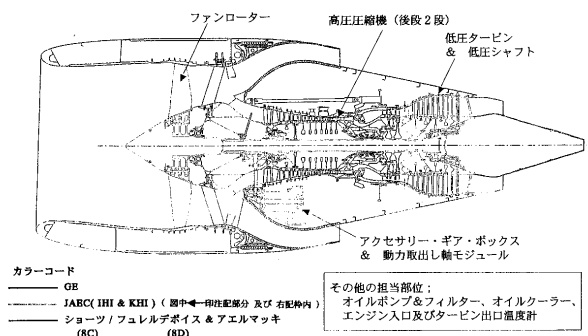 ファンローター
高圧圧縮機(後段2段)
低圧タービン
& 低圧シャフト
アクセサリー・ギア・ボックス
& 動力取出し軸モジュール
カラーコード
GE
JAEC( IHI & KHI ) ( 図中←印注記部分 及び 右記枠内 )
ショーツ / フュレルデボイス & アエルマッキ
(8C) (8D)
その他の担当部位;
オイルポンプ&フィルター、オイルクーラー、
エンジン入口及びタービン出口温度計